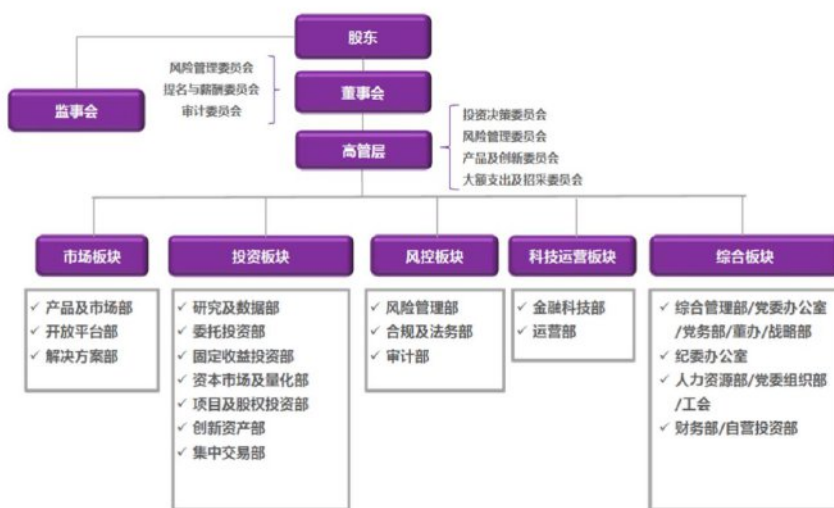 股东
风险管理委员会
提名与薪酬委员会
审计委员会
董事会
监事会
高管层
投资决策委员会
风险管理委员会
产品及创新委员会
大额支出及招采委员会
市场板块
投资板块
风控板块
科技运营板块
综合板块
✓ 产品及市场部
✓ 开放平台部
✓ 解决方案部
✓ 研究及数据部
✓ 委托投资部
✓ 固定收益投资部
✓ 资本市场及量化部
✓ 项目及股权投资部
✓ 创新资产部
✓ 集中交易部
✓ 风险管理部
✓ 合规及法务部
✓ 审计部
✓ 金融科技部
✓ 运营部
✓ 综合管理部/党委办公室
/党务部/董办/战略部
✓ 纪委办公室
✓ 人力资源部/党委组织部
/工会
✓ 财务部/自营投资部